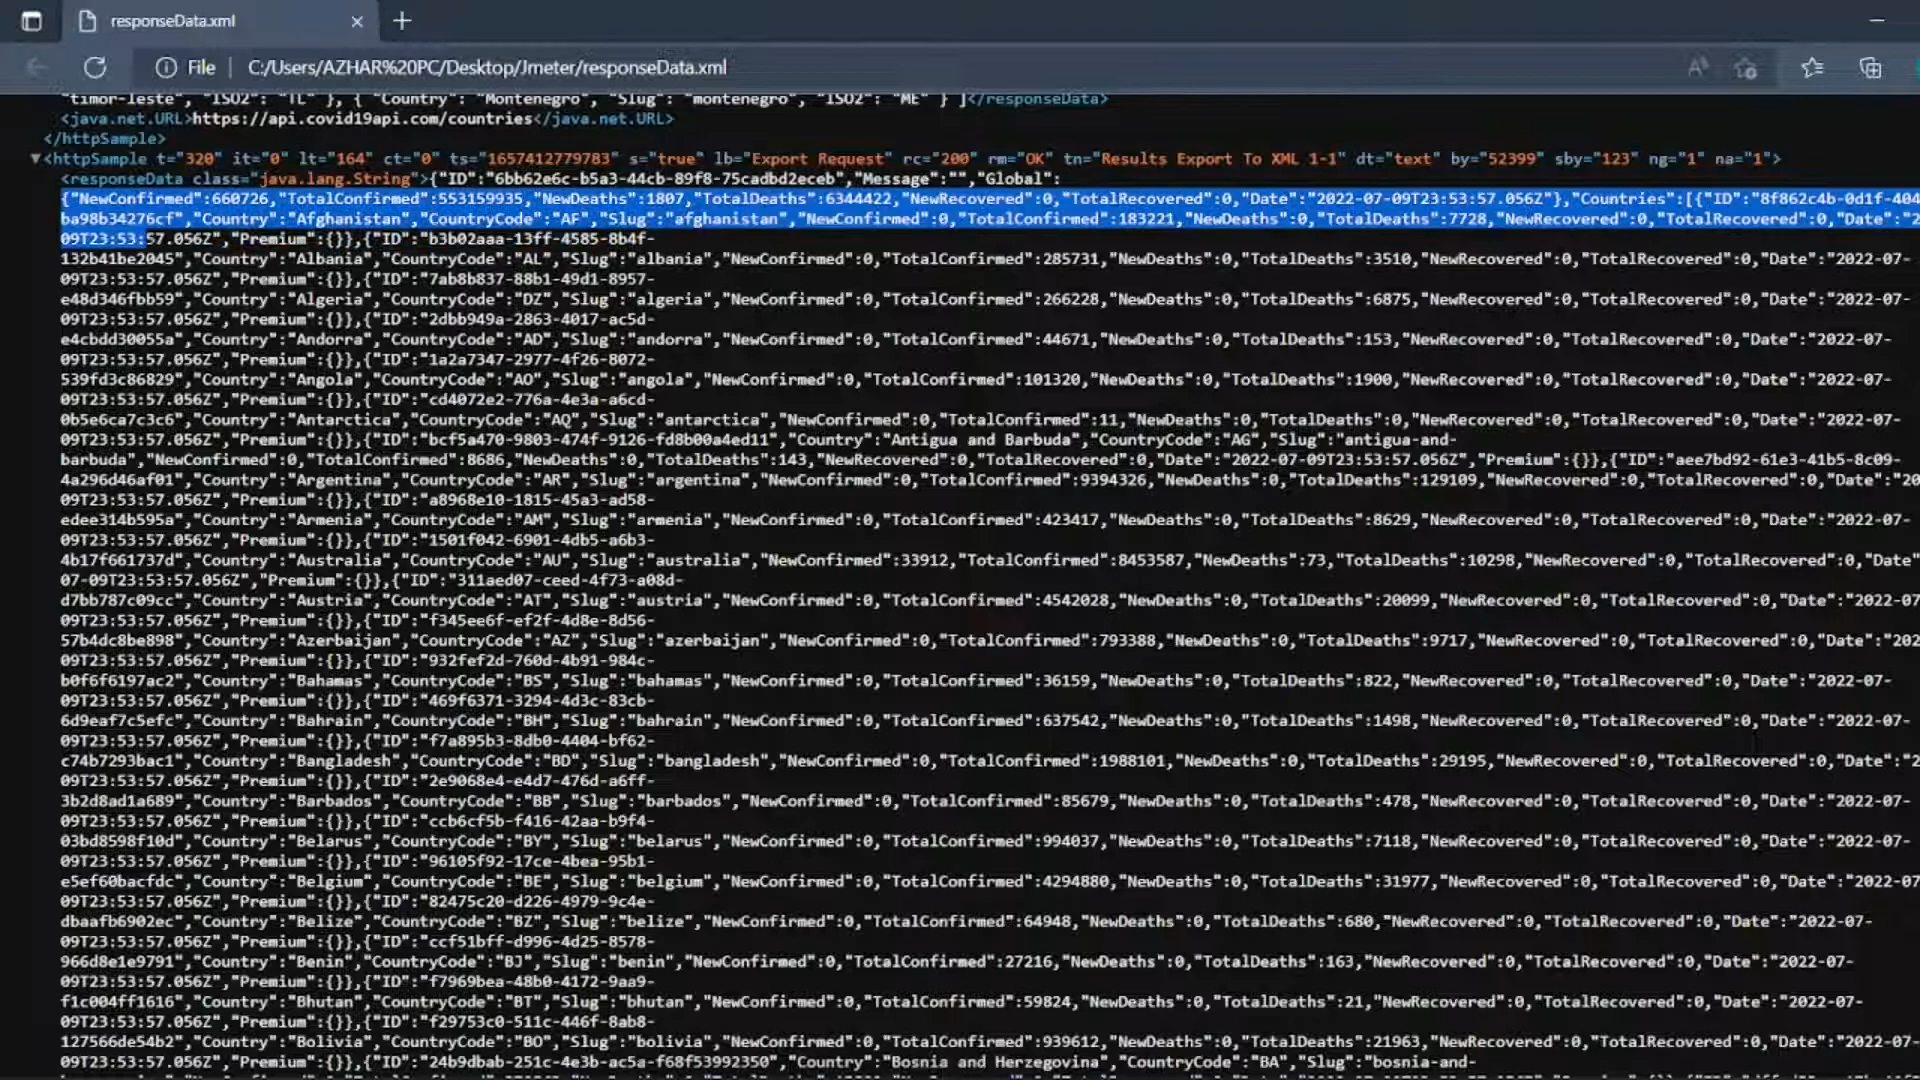 responseData.xml
File | C:/Users/AZHAR%20PC/Desktop/Jmeter/responseData.xml
"timor-leste", "ISO2": "TL" }, { "Country": "Montenegro", "Slug": "montenegro", "ISO2": "ME" } ]</responseData>
<java.net.URL>https://api.covid19api.com/countries</java.net.URL>
</httpSample>
<httpSample t="320" it="0" lt="164" ct="0" ts="1657412779783" s="true" lb="Export Request" rc="200" rm="OK" tn="Results Export To XML 1-1" dt="text" by="52399" sby="123" ng="1" na="1">
<responseData class="java.lang.String">{"ID":"6bb62e6c-b5a3-44cb-89f8-75cadbd2eceb","Message":"","Global":
{"NewConfirmed":660726,"TotalConfirmed":553159935,"NewDeaths":1807,"TotalDeaths":6344422,"NewRecovered":0,"TotalRecovered":0,"Date":"2022-07-09T23:53:57.056Z"},"Countries":[{"ID":"8f862c4b-0d1f-404
ba98b34276cf","Country":"Afghanistan","CountryCode":"AF","Slug":"afghanistan","NewConfirmed":0,"TotalConfirmed":183221,"NewDeaths":0,"TotalDeaths":7728,"NewRecovered":0,"TotalRecovered":0,"Date":"2
09T23:53:57.056Z","Premium":{}},{"ID":"b3b02aaa-13ff-4585-8b4f-
132b41be2045","Country":"Albania","CountryCode":"AL","Slug":"albania","NewConfirmed":0,"TotalConfirmed":285731,"NewDeaths":0,"TotalDeaths":3510,"NewRecovered":0,"TotalRecovered":0,"Date":"2022-07-
09T23:53:57.056Z","Premium":{}},{"ID":"7ab8b837-88b1-49d1-8957-
e48d346fbb59","Country":"Algeria","CountryCode":"DZ","Slug":"algeria","NewConfirmed":0,"TotalConfirmed":266228,"NewDeaths":0,"TotalDeaths":6875,"NewRecovered":0,"TotalRecovered":0,"Date":"2022-07-
09T23:53:57.056Z","Premium":{}},{"ID":"2dbb949a-2863-4017-ac5d-
e4cbdd30055a","Country":"Andorra","CountryCode":"AD","Slug":"andorra","NewConfirmed":0,"TotalConfirmed":44671,"NewDeaths":0,"TotalDeaths":153,"NewRecovered":0,"TotalRecovered":0,"Date":"2022-07-
09T23:53:57.056Z","Premium":{}},{"ID":"1a2a7347-2977-4f26-8072-
539fd3c86829","Country":"Angola","CountryCode":"AO","Slug":"angola","NewConfirmed":0,"TotalConfirmed":101320,"NewDeaths":0,"TotalDeaths":1900,"NewRecovered":0,"TotalRecovered":0,"Date":"2022-07-
09T23:53:57.056Z","Premium":{}},{"ID":"cd4072e2-776a-4e3a-a6cd-
0b5e6ca7c3c6","Country":"Antarctica","CountryCode":"AQ","Slug":"antarctica","NewConfirmed":0,"TotalConfirmed":11,"NewDeaths":0,"TotalDeaths":0,"NewRecovered":0,"TotalRecovered":0,"Date":"2022-07-
09T23:53:57.056Z","Premium":{}},{"ID":"bcf5a470-9803-474f-9126-fd8b00a4ed11","Country":"Antigua and Barbuda","CountryCode":"AG","Slug":"antigua-and-
barbuda","NewConfirmed":0,"TotalConfirmed":8686,"NewDeaths":0,"TotalDeaths":143,"NewRecovered":0,"TotalRecovered":0,"Date":"2022-07-09T23:53:57.056Z","Premium":{}},{"ID":"aee7bd92-61e3-41b5-8c09-
4a296d46af01","Country":"Argentina","CountryCode":"AR","Slug":"argentina","NewConfirmed":0,"TotalConfirmed":9394326,"NewDeaths":0,"TotalDeaths":129109,"NewRecovered":0,"TotalRecovered":0,"Date":"20
09T23:53:57.056Z","Premium":{}},{"ID":"a8968e10-1815-45a3-ad58-
edee314b595a","Country":"Armenia","CountryCode":"AM","Slug":"armenia","NewConfirmed":0,"TotalConfirmed":423417,"NewDeaths":0,"TotalDeaths":8629,"NewRecovered":0,"TotalRecovered":0,"Date":"2022-07-
09T23:53:57.056Z","Premium":{}},{"ID":"1501f042-6901-4db5-a6b3-
4b17f661737d","Country":"Australia","CountryCode":"AU","Slug":"australia","NewConfirmed":33912,"TotalConfirmed":8453587,"NewDeaths":73,"TotalDeaths":10298,"NewRecovered":0,"TotalRecovered":0,"Date"
07-09T23:53:57.056Z","Premium":{}},{"ID":"311aed07-ceed-4f73-a08d-
d7bb787c09cc","Country":"Austria","CountryCode":"AT","Slug":"austria","NewConfirmed":0,"TotalConfirmed":4542028,"NewDeaths":0,"TotalDeaths":20099,"NewRecovered":0,"TotalRecovered":0,"Date":"2022-07
09T23:53:57.056Z","Premium":{}},{"ID":"f345ee6f-ef2f-4d8e-8d56-
57b4dc8be898","Country":"Azerbaijan","CountryCode":"AZ","Slug":"azerbaijan","NewConfirmed":0,"TotalConfirmed":793388,"NewDeaths":0,"TotalDeaths":9717,"NewRecovered":0,"TotalRecovered":0,"Date":"202
09T23:53:57.056Z","Premium":{}},{"ID":"932fef2d-760d-4b91-984c-
b0f6f6197ac2","Country":"Bahamas","CountryCode":"BS","Slug":"bahamas","NewConfirmed":0,"TotalConfirmed":36159,"NewDeaths":0,"TotalDeaths":822,"NewRecovered":0,"TotalRecovered":0,"Date":"2022-07-
09T23:53:57.056Z","Premium":{}},{"ID":"469f6371-3294-4d3c-83cb-
6d9eaf7c5efc","Country":"Bahrain","CountryCode":"BH","Slug":"bahrain","NewConfirmed":0,"TotalConfirmed":637542,"NewDeaths":0,"TotalDeaths":1498,"NewRecovered":0,"TotalRecovered":0,"Date":"2022-07-
09T23:53:57.056Z","Premium":{}},{"ID":"f7a895b3-8db0-4404-bf62-
c74b7293bac1","Country":"Bangladesh","CountryCode":"BD","Slug":"bangladesh","NewConfirmed":0,"TotalConfirmed":1988101,"NewDeaths":0,"TotalDeaths":29195,"NewRecovered":0,"TotalRecovered":0,"Date":"2
09T23:53:57.056Z","Premium":{}},{"ID":"2e9068e4-e4d7-476d-a6ff-
3b2d8ad1a689","Country":"Barbados","CountryCode":"BB","Slug":"barbados","NewConfirmed":0,"TotalConfirmed":85679,"NewDeaths":0,"TotalDeaths":478,"NewRecovered":0,"TotalRecovered":0,"Date":"2022-07-
09T23:53:57.056Z","Premium":{}},{"ID":"ccb6cf5b-f416-42aa-b9f4-
03bd8598f10d","Country":"Belarus","CountryCode":"BY","Slug":"belarus","NewConfirmed":0,"TotalConfirmed":994037,"NewDeaths":0,"TotalDeaths":7118,"NewRecovered":0,"TotalRecovered":0,"Date":"2022-07-
09T23:53:57.056Z","Premium":{}},{"ID":"96105f92-17ce-4bea-95b1-
e5ef60bacfdc","Country":"Belgium","CountryCode":"BE","Slug":"belgium","NewConfirmed":0,"TotalConfirmed":4294880,"NewDeaths":0,"TotalDeaths":31977,"NewRecovered":0,"TotalRecovered":0,"Date":"2022-07
09T23:53:57.056Z","Premium":{}},{"ID":"82475c20-d226-4979-9c4e-
dbaafb6902ec","Country":"Belize","CountryCode":"BZ","Slug":"belize","NewConfirmed":0,"TotalConfirmed":64948,"NewDeaths":0,"TotalDeaths":680,"NewRecovered":0,"TotalRecovered":0,"Date":"2022-07-
09T23:53:57.056Z","Premium":{}},{"ID":"ccf51bff-d996-4d25-8578-
966d8e1e9791","Country":"Benin","CountryCode":"BJ","Slug":"benin","NewConfirmed":0,"TotalConfirmed":27216,"NewDeaths":0,"TotalDeaths":163,"NewRecovered":0,"TotalRecovered":0,"Date":"2022-07-
09T23:53:57.056Z","Premium":{}},{"ID":"f7969bea-48b0-4172-9aa9-
f1c004ff1616","Country":"Bhutan","CountryCode":"BT","Slug":"bhutan","NewConfirmed":0,"TotalConfirmed":59824,"NewDeaths":0,"TotalDeaths":21,"NewRecovered":0,"TotalRecovered":0,"Date":"2022-07-
09T23:53:57.056Z","Premium":{}},{"ID":"f29753c0-511c-446f-8ab8-
127566de54b2","Country":"Bolivia","CountryCode":"BO","Slug":"bolivia","NewConfirmed":0,"TotalConfirmed":939612,"NewDeaths":0,"TotalDeaths":21963,"NewRecovered":0,"TotalRecovered":0,"Date":"2022-07-
09T23:53:57.056Z","Premium":{}},{"ID":"24b9dbab-251c-4e3b-ac5a-f68f53992350","Country":"Bosnia and Herzegovina","CountryCode":"BA","Slug":"bosnia-and-